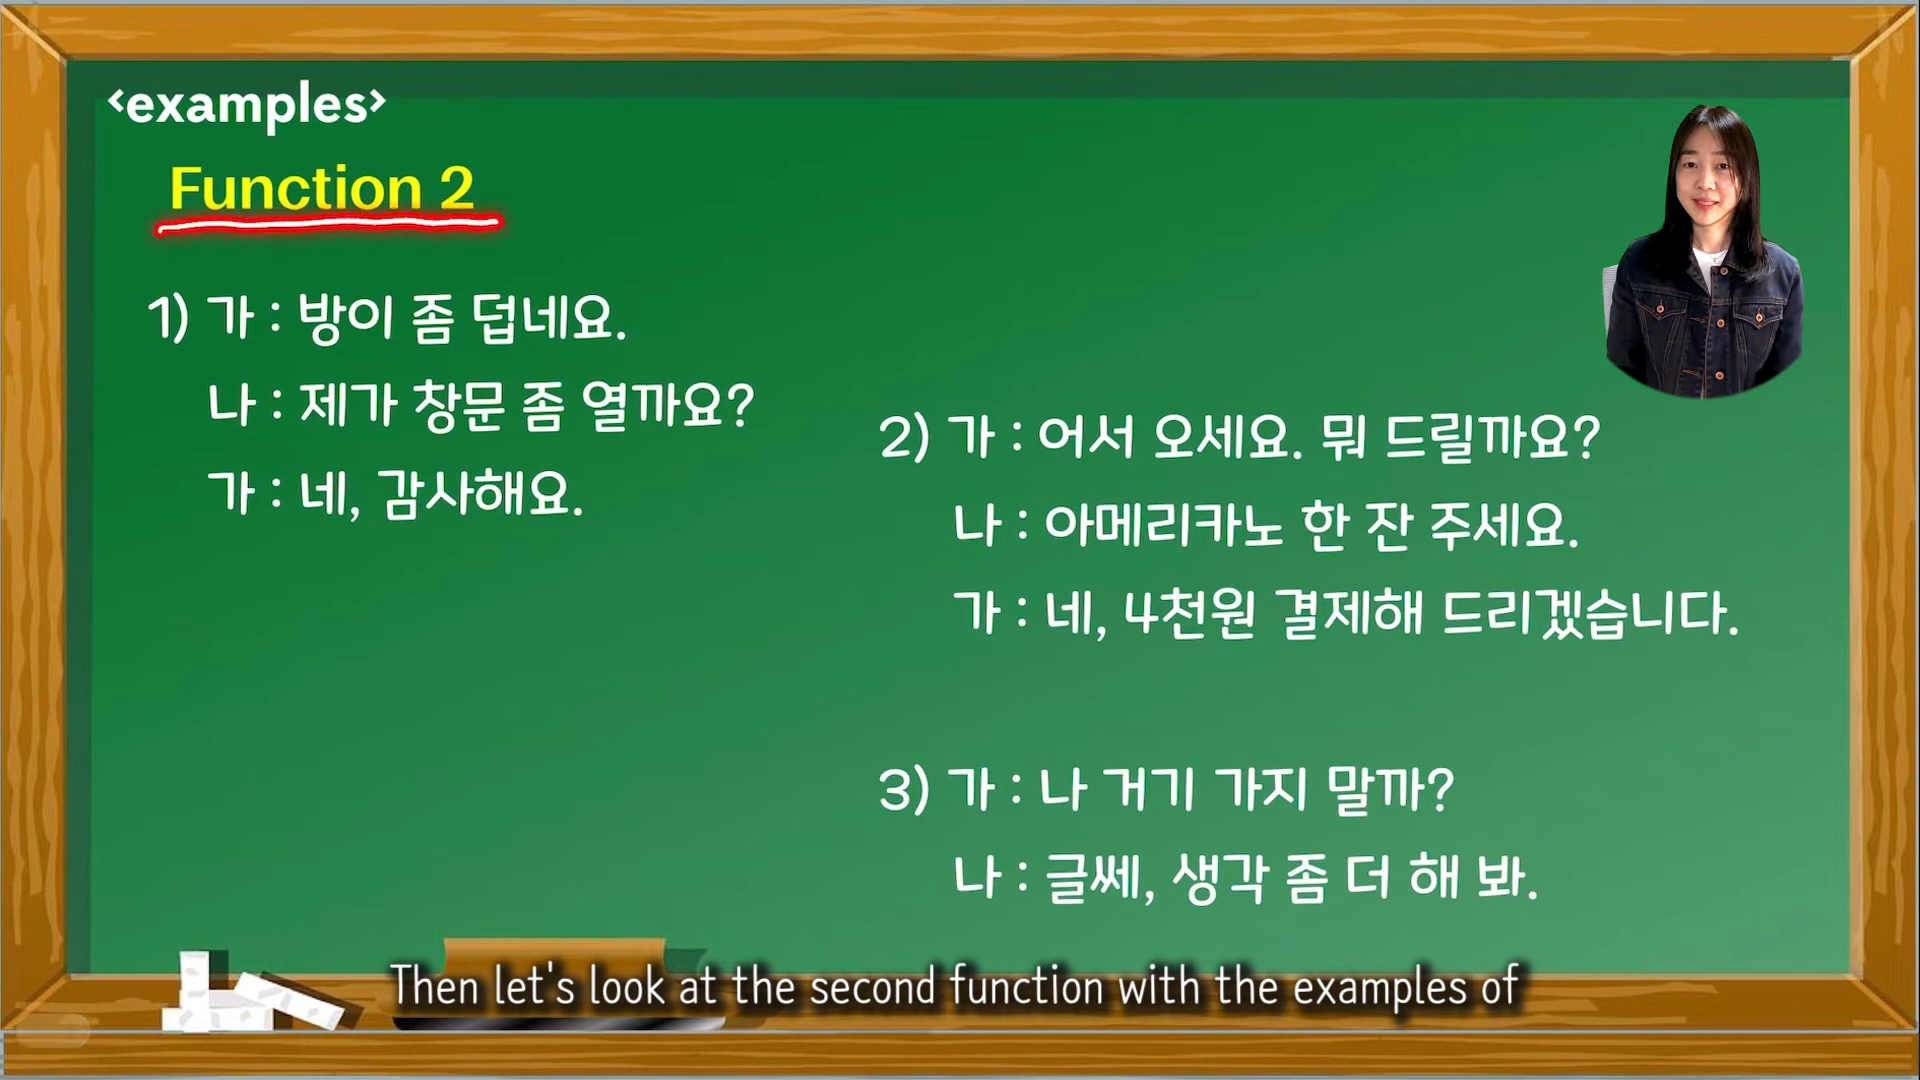 <examples>
Function 2
1) 가 : 방이 좀 덥네요.
나 : 제가 창문 좀 열까요?
가 : 네, 감사해요.
2) 가 : 어서 오세요. 뭐 드릴까요?
나 : 아메리카노 한 잔 주세요.
가 : 네, 4천원 결제해 드리겠습니다.
3) 가 : 나 거기 가지 말까?
나 : 글쎄, 생각 좀 더 해 봐.
Then let's look at the second function with the examples of